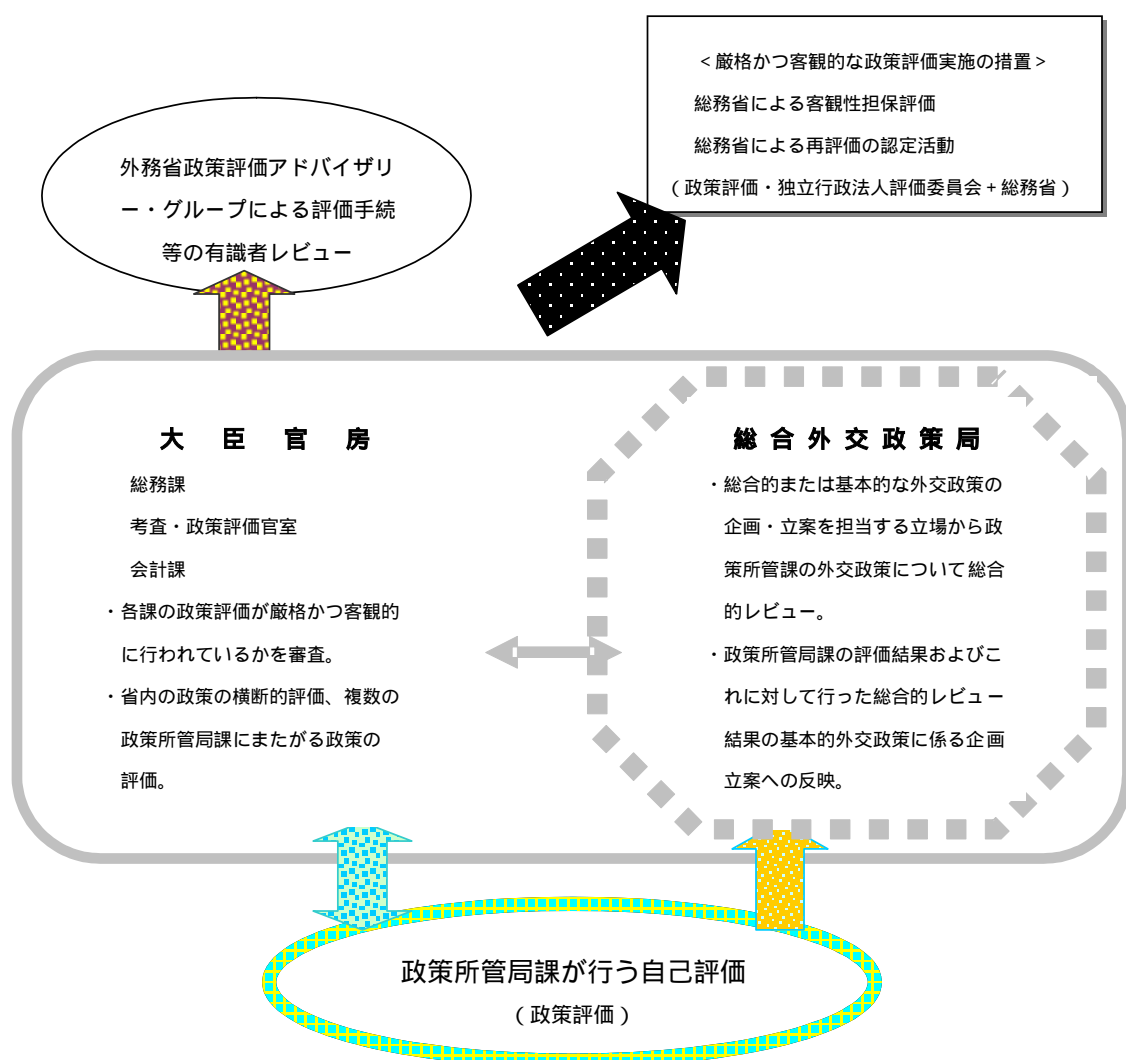 <厳格かつ客観的な政策評価実施の措置>
総務省による客観性担保評価
総務省による再評価の認定活動
(政策評価・独立行政法人評価委員会+総務省)
外務省政策評価アドバイザリ
ー・グループによる評価手続
等の有識者レビュー
大臣官房
総務課
考査・政策評価官室
会計課
・各課の政策評価が厳格かつ客観的
に行われているかを審査。
・省内の政策の横断的評価、複数の
政策所管局課にまたがる政策の
評価。
総合外交政策局
・総合的または基本的な外交政策の
企画・立案を担当する立場から政
策所管課の外交政策について総合
的レビュー。
・政策所管局課の評価結果およびこ
れに対して行った総合的レビュー
結果の基本的外交政策に係る企画
立案への反映。
政策所管局課が行う自己評価
(政策評価)